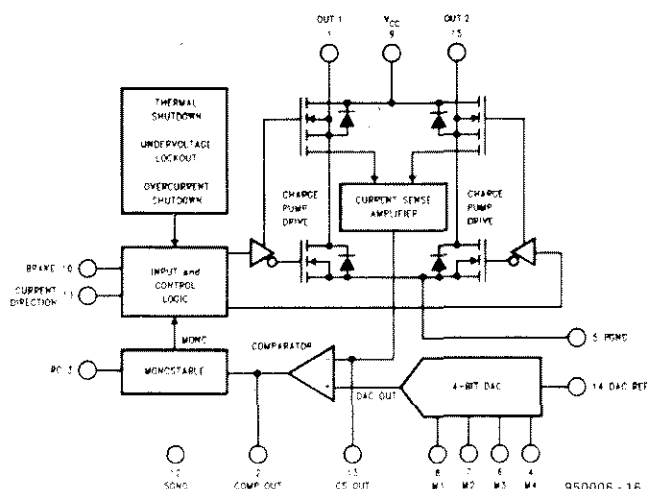 OUT 1
1
VCC
9
OUT 2
15
THERMAL
SHUTDOWN
UNDERVOLTAGE
LOCKOUT
OVERCURRENT
SHUTDOWN
CHARGE
PUMP
DRIVE
CURRENT SENSE
AMPLIFIER
CHARGE
PUMP
DRIVE
BRAKE 10
CURRENT
DIRECTION 11
INPUT and
CONTROL
LOGIC
MONO
5 PGND
COMPARATOR
RC 3
MONOSTABLE
DAC OUT
4-BIT DAC
14 DAC REF
12
SGND
2
COMP OUT
13
CS OUT
8
M1
7
M2
6
M3
4
M4
950006 - 16